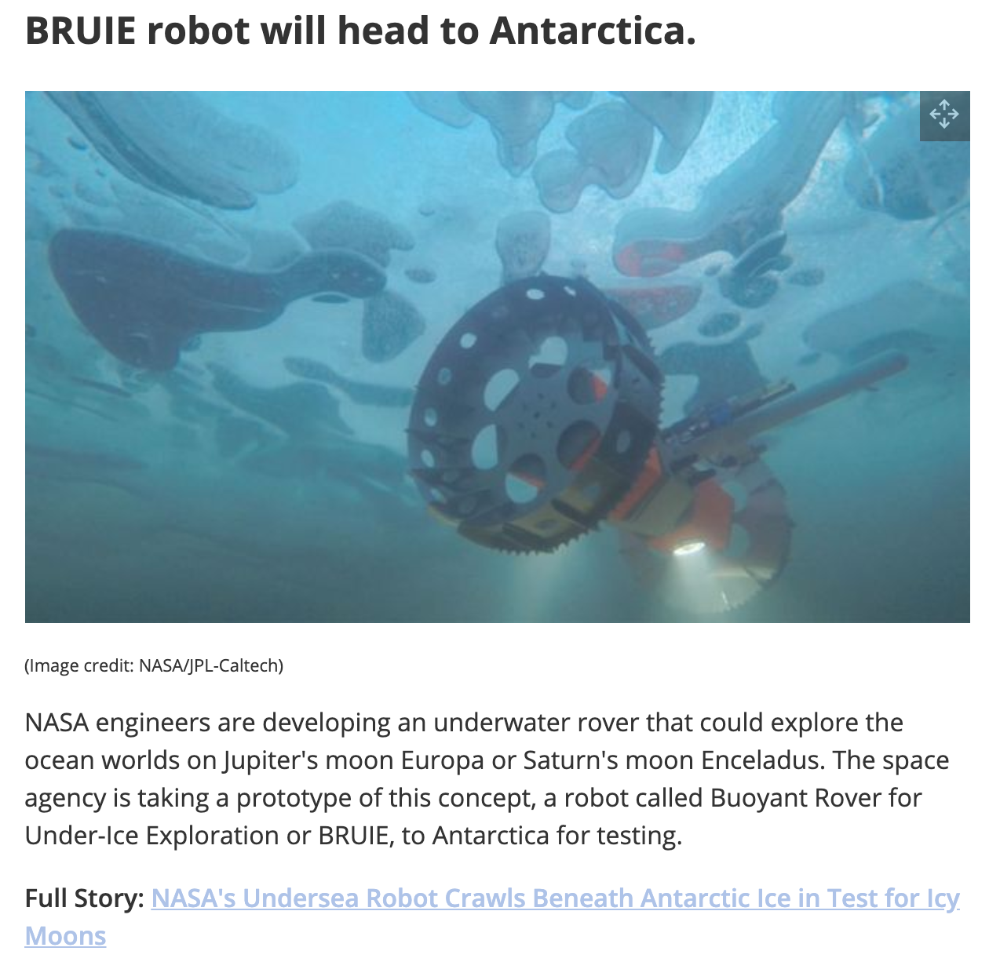 BRUIE robot will head to Antarctica.
(Image credit: NASA/JPL-Caltech)
NASA engineers are developing an underwater rover that could explore the
ocean worlds on Jupiter's moon Europa or Saturn's moon Enceladus. The space
agency is taking a prototype of this concept, a robot called Buoyant Rover for
Under-Ice Exploration or BRUIE, to Antarctica for testing.
Full Story: NASA's Undersea Robot Crawls Beneath Antarctic Ice in Test for Icy
Moons